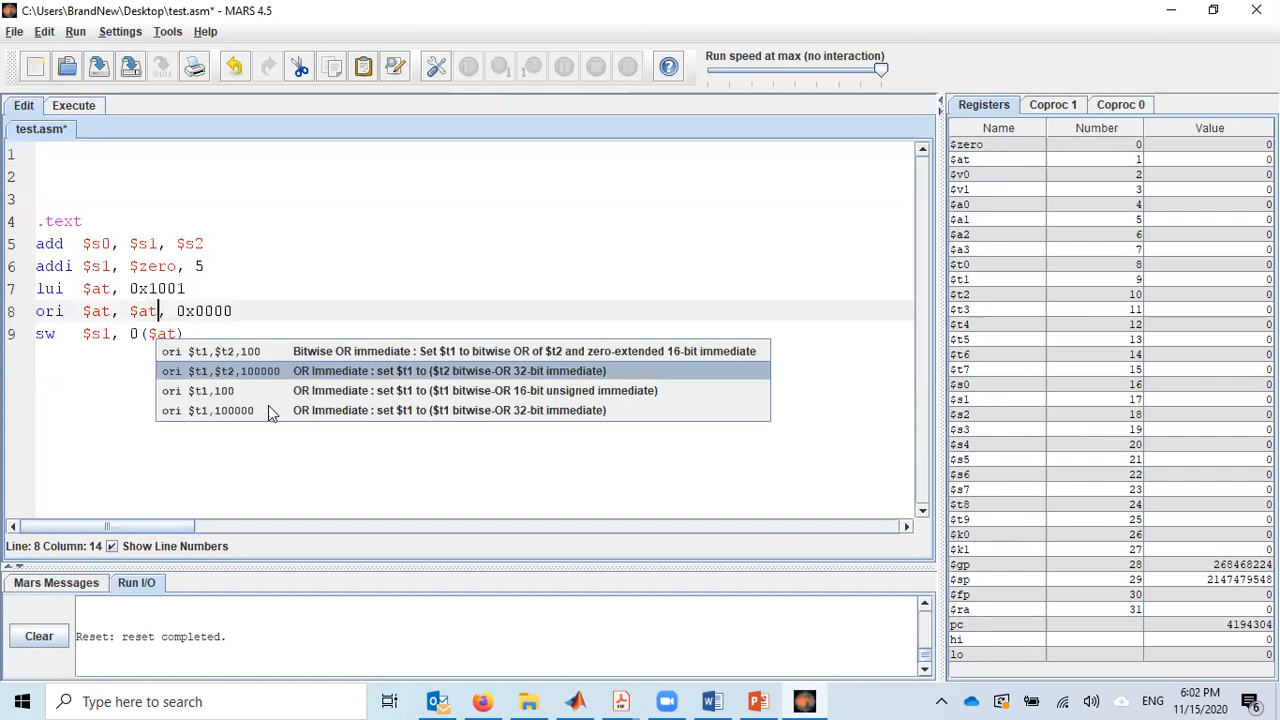 C:\Users\BrandNew\Desktop\test.asm* - MARS 4.5
File Edit Run Settings Tools Help
Run speed at max (no interaction)
Edit Execute
test.asm*
1
2
3
4 .text
5 add $s0, $s1, $s2
6 addi $s1, $zero, 5
7 lui $at, 0x1001
8 ori $at, $at, 0x0000
9 sw $s1, 0($at)
ori $t1,$t2,100 Bitwise OR immediate : Set $t1 to bitwise OR of $t2 and zero-extended 16-bit immediate
ori $t1,$t2,100000 OR Immediate : set $t1 to ($t2 bitwise-OR 32-bit immediate)
ori $t1,100 OR Immediate : set $t1 to ($t1 bitwise-OR 16-bit unsigned immediate)
ori $t1,100000 OR Immediate : set $t1 to ($t1 bitwise-OR 32-bit immediate)
Line: 8 Column: 14 Show Line Numbers
Mars Messages Run I/O
Clear
Reset: reset completed.
Registers Coproc 1 Coproc 0
Name Number Value
$zero 0 0
$at 1 0
$v0 2 0
$v1 3 0
$a0 4 0
$a1 5 0
$a2 6 0
$a3 7 0
$t0 8 0
$t1 9 0
$t2 10 0
$t3 11 0
$t4 12 0
$t5 13 0
$t6 14 0
$t7 15 0
$s0 16 0
$s1 17 0
$s2 18 0
$s3 19 0
$s4 20 0
$s5 21 0
$s6 22 0
$s7 23 0
$t8 24 0
$t9 25 0
$k0 26 0
$k1 27 0
$gp 28 268468224
$sp 29 2147479548
$fp 30 0
$ra 31 0
pc 4194304
hi 0
lo 0
Type here to search
ENG
6:02 PM
11/15/2020
6